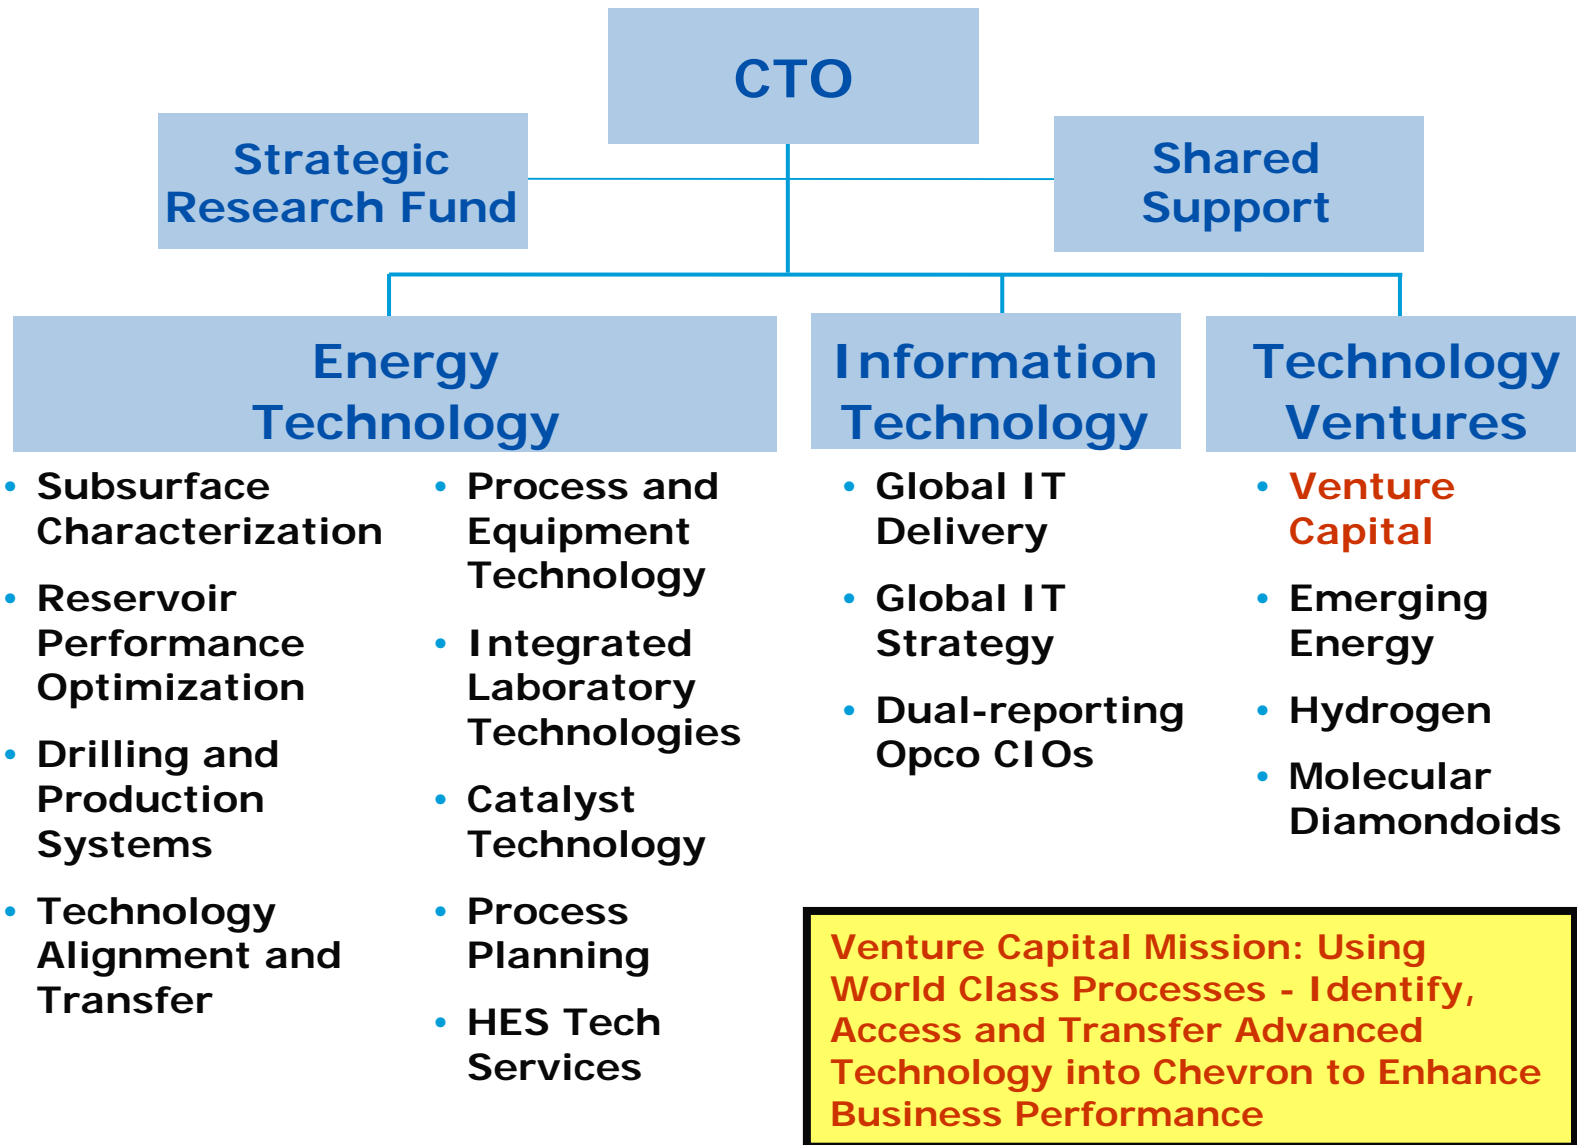 CTO
Strategic
Research Fund
Shared
Support
Energy
Technology
• Subsurface
Characterization
• Reservoir
Performance
Optimization
• Drilling and
Production
Systems
• Technology
Alignment and
Transfer
• Process and
Equipment
Technology
• Integrated
Laboratory
Technologies
• Catalyst
Technology
• Process
Planning
• HES Tech
Services
Information
Technology
• Global IT
Delivery
• Global IT
Strategy
• Dual-reporting
Opco CIOs
Technology
Ventures
• Venture
Capital
• Emerging
Energy
• Hydrogen
• Molecular
Diamondoids
Venture Capital Mission: Using
World Class Processes - Identify,
Access and Transfer Advanced
Technology into Chevron to Enhance
Business Performance